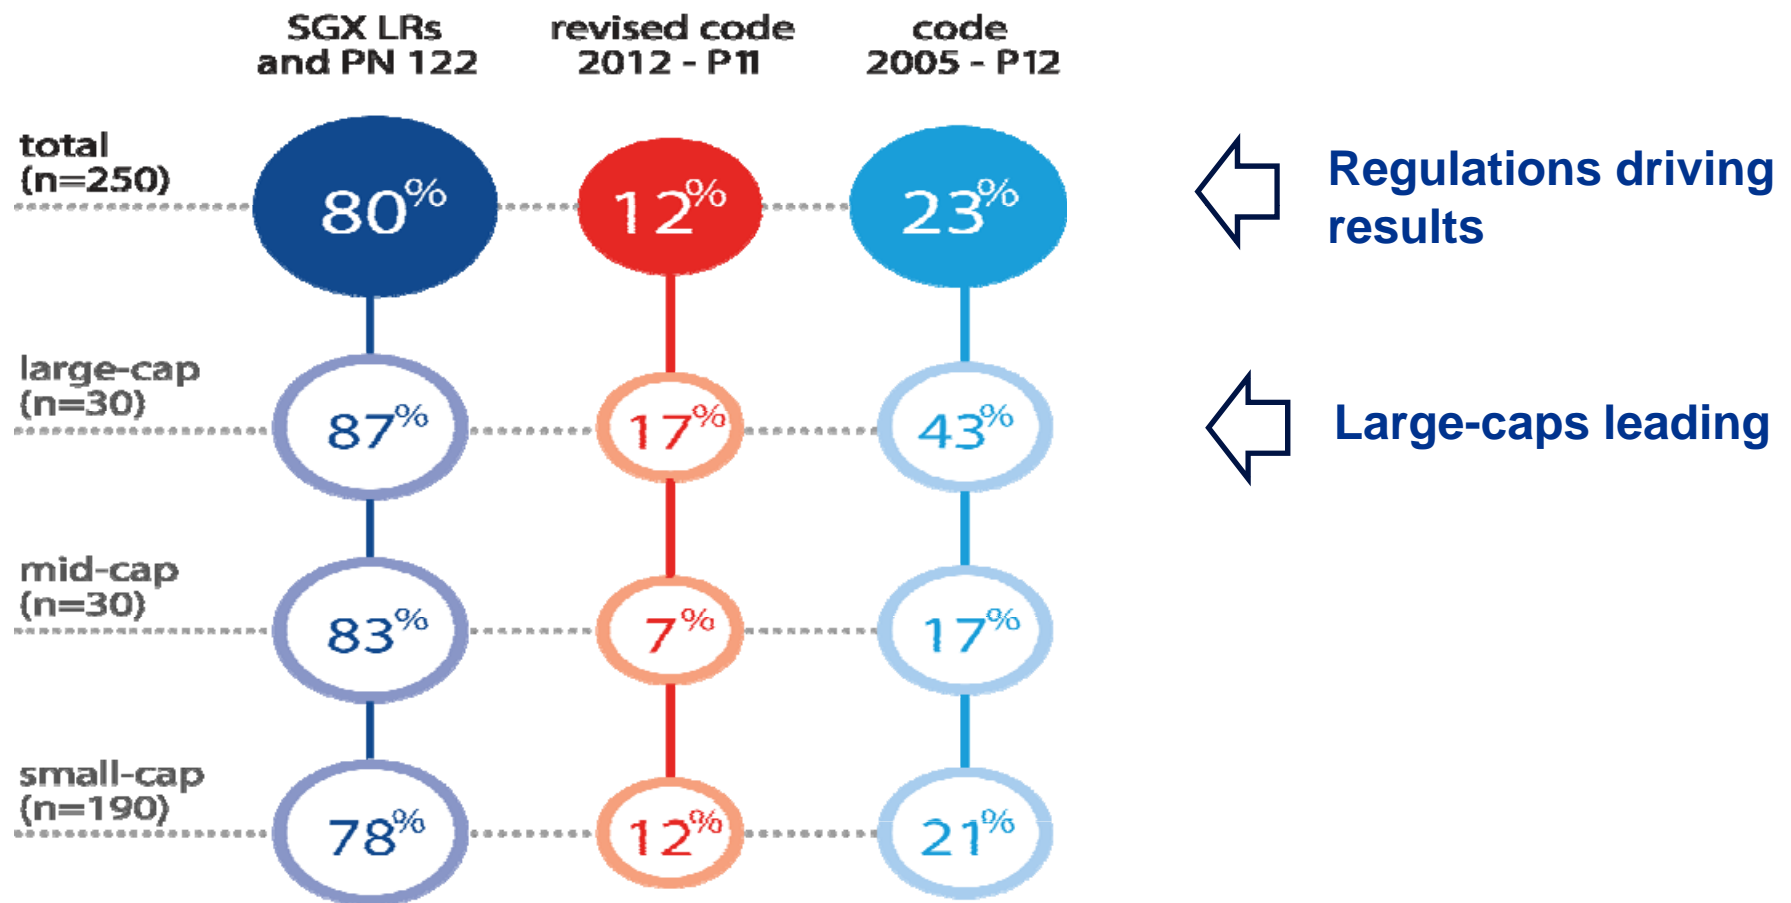 SGX LRs
and PN 122
revised code
2012 - P11
code
2005 - P12
total
(n=250)
80%
12%
23%
Regulations driving
results
large-cap
(n=30)
87%
17%
43%
Large-caps leading
mid-cap
(n=30)
83%
7%
17%
small-cap
(n=190)
78%
12%
21%